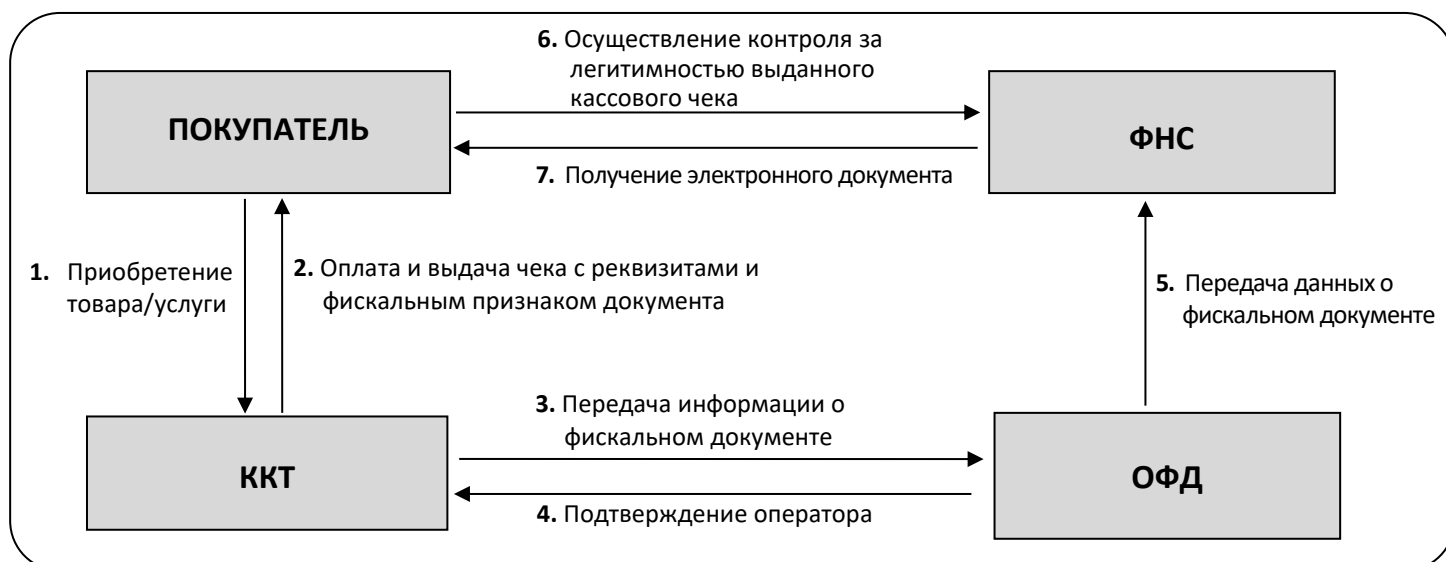 6. Осуществление контроля за
легитимностью выданного
кассового чека
ПОКУПАТЕЛЬ
ФНС
7. Получение электронного документа
1. Приобретение
товара/услуги
2. Оплата и выдача чека с реквизитами и
фискальным признаком документа
5. Передача данных о
фискальном документе
3. Передача информации о
фискальном документе
ККТ
ОФД
4. Подтверждение оператора